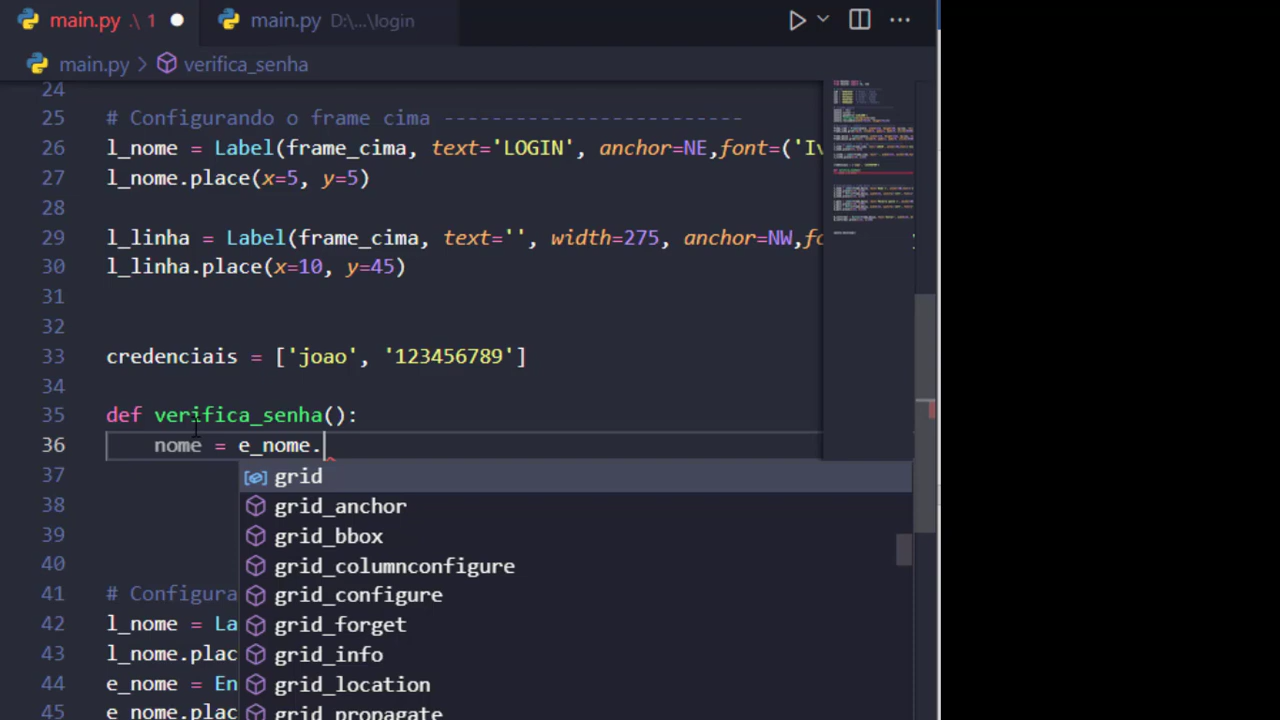 main.py .\ 1 main.py D:\...\login
main.py verifica_senha
24
25 # Configurando o frame cima -------------------------
26 l_nome = Label(frame_cima, text='LOGIN', anchor=NE,font=('Iv
27 l_nome.place(x=5, y=5)
28
29 l_linha = Label(frame_cima, text='', width=275, anchor=NW,fo
30 l_linha.place(x=10, y=45)
31
32
33 credenciais = ['joao', '123456789']
34
35 def verifica_senha():
36 nome = e_nome.
37 grid
38 grid_anchor
39 grid_bbox
40 grid_columnconfigure
41 # Configura grid_configure
42 l_nome = La grid_forget
43 l_nome.plac grid_info
44 e_nome = En grid_location
45 e_nome.plac grid_propagate